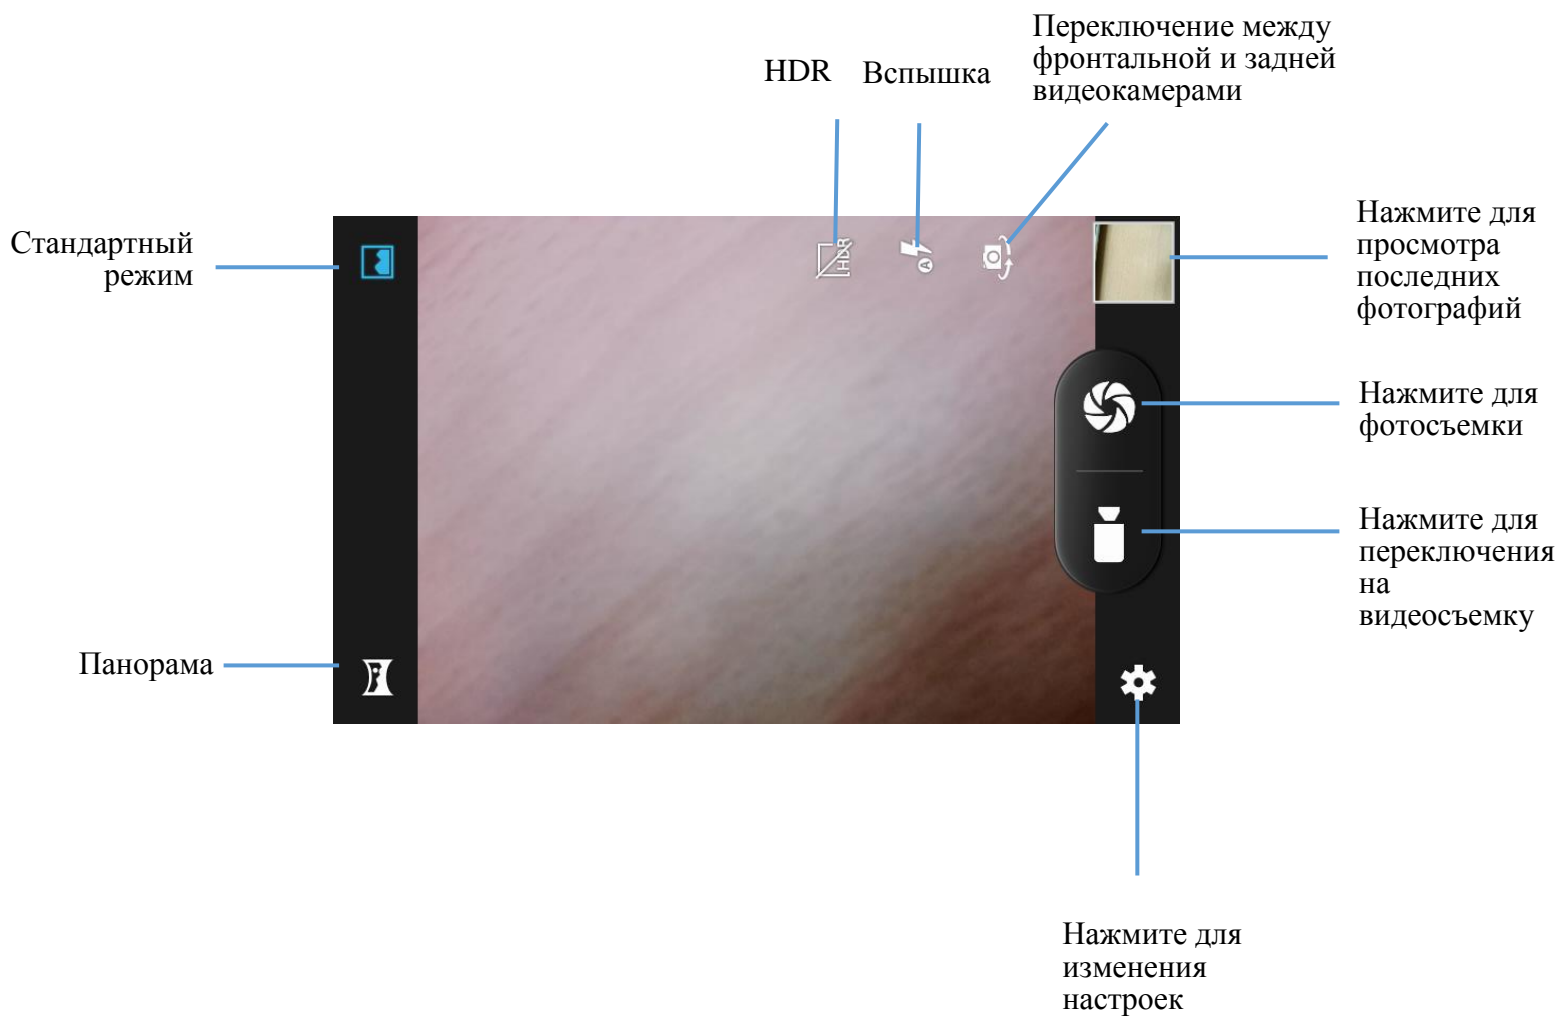 Переключение между
фронтальной и задней
видеокамерами
HDR
Вспышка
Стандартный
режим
HDR
A
Нажмите для
просмотра
последних
фотографий
Нажмите для
фотосъемки
Нажмите для
переключения
на
видеосъемку
Панорама
Нажмите для
изменения
настроек